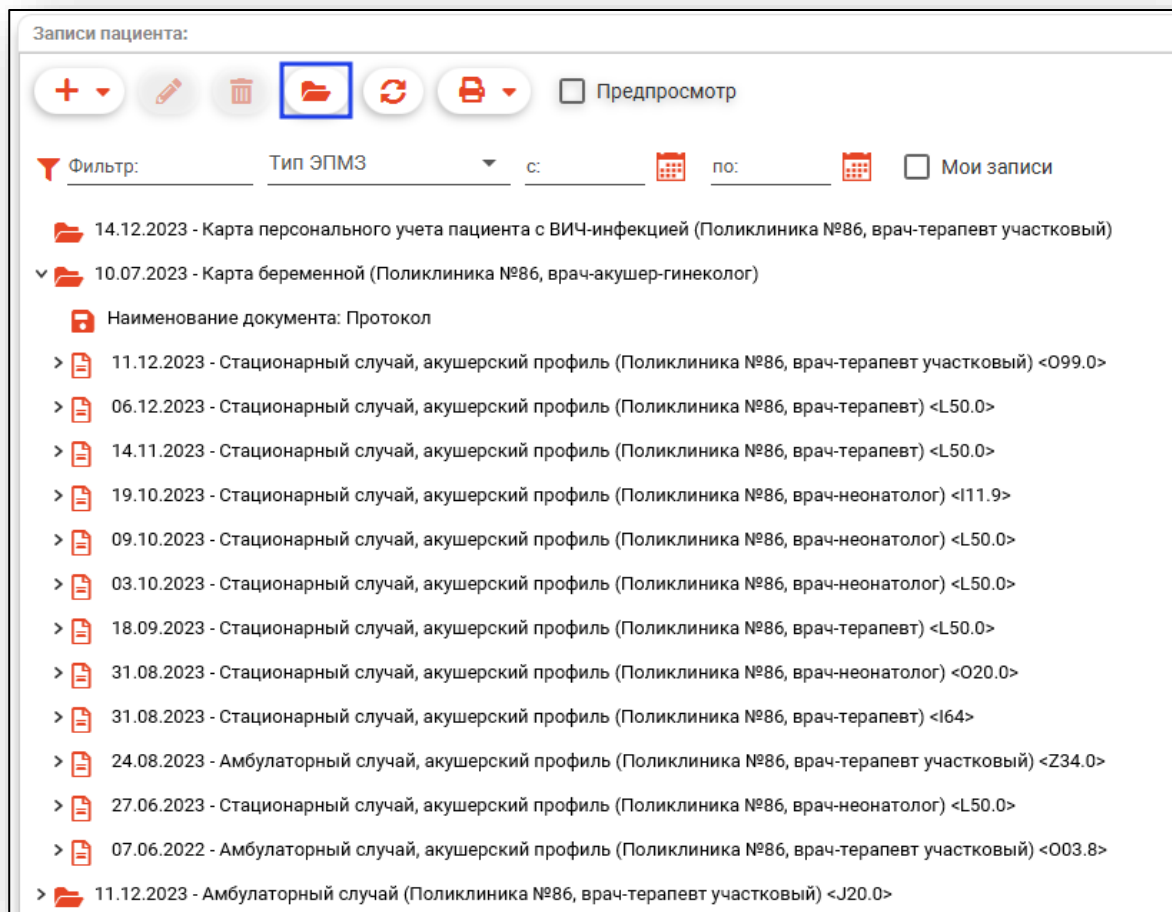 Записи пациента:
Предпросмотр
Фильтр: Тип ЭПМЗ с: по: Мои записи
14.12.2023 - Карта персонального учета пациента с ВИЧ-инфекцией (Поликлиника №86, врач-терапевт участковый)
10.07.2023 - Карта беременной (Поликлиника №86, врач-акушер-гинеколог)
Наименование документа: Протокол
11.12.2023 - Стационарный случай, акушерский профиль (Поликлиника №86, врач-терапевт участковый) <O99.0>
06.12.2023 - Стационарный случай, акушерский профиль (Поликлиника №86, врач-терапевт) <L50.0>
14.11.2023 - Стационарный случай, акушерский профиль (Поликлиника №86, врач-терапевт) <L50.0>
19.10.2023 - Стационарный случай, акушерский профиль (Поликлиника №86, врач-неонатолог) <I11.9>
09.10.2023 - Стационарный случай, акушерский профиль (Поликлиника №86, врач-неонатолог) <L50.0>
03.10.2023 - Стационарный случай, акушерский профиль (Поликлиника №86, врач-неонатолог) <L50.0>
18.09.2023 - Стационарный случай, акушерский профиль (Поликлиника №86, врач-терапевт) <L50.0>
31.08.2023 - Стационарный случай, акушерский профиль (Поликлиника №86, врач-неонатолог) <O20.0>
31.08.2023 - Стационарный случай, акушерский профиль (Поликлиника №86, врач-терапевт) <I64>
24.08.2023 - Амбулаторный случай, акушерский профиль (Поликлиника №86, врач-терапевт участковый) <Z34.0>
27.06.2023 - Стационарный случай, акушерский профиль (Поликлиника №86, врач-неонатолог) <L50.0>
07.06.2022 - Амбулаторный случай, акушерский профиль (Поликлиника №86, врач-терапевт участковый) <O03.8>
11.12.2023 - Амбулаторный случай (Поликлиника №86, врач-терапевт участковый) <J20.0>